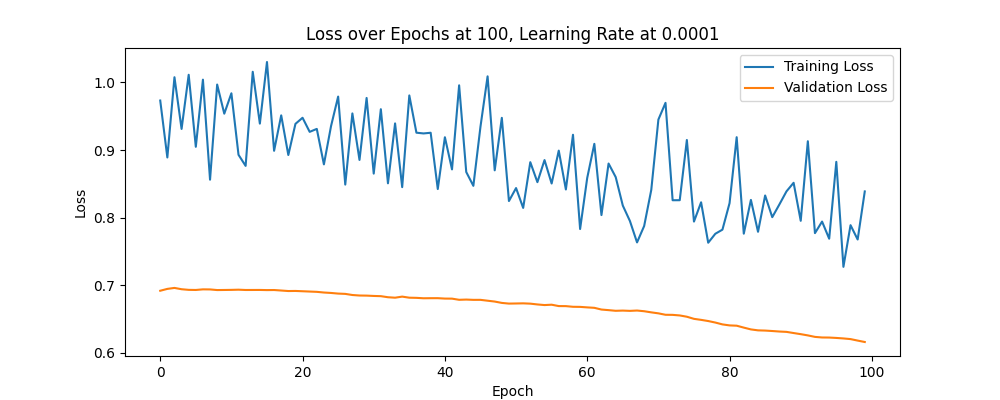 Loss over Epochs at 100, Learning Rate at 0.0001
Training Loss
Validation Loss
1.0
0.9
0.8
0.7
0.6
Loss
0 20 40 60 80 100
Epoch